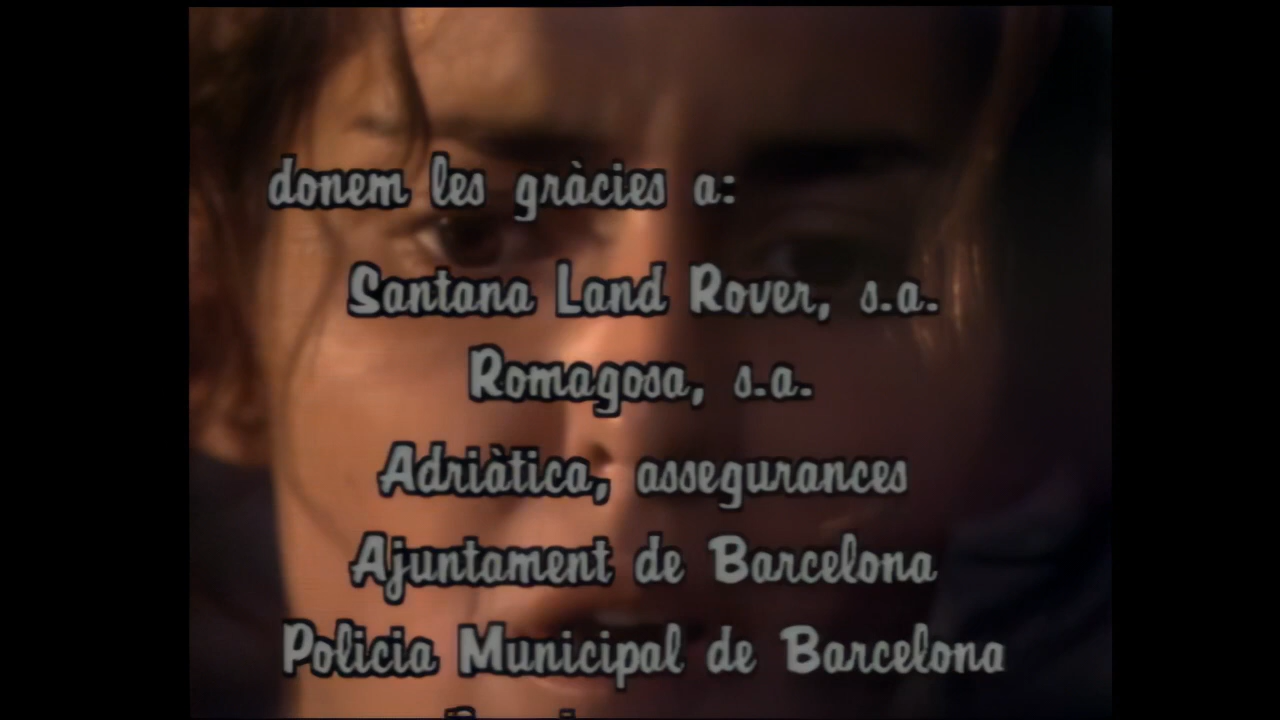 donem les gràcies a:
Santana Land Rover, s.a.
Romagosa, s.a.
Adriàtica, assegurances
Ajuntament de Barcelona
Policia Municipal de Barcelona